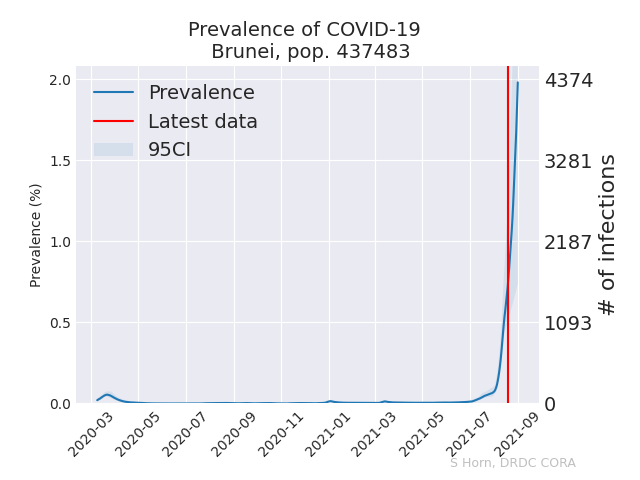 Prevalence of COVID-19
Brunei, pop. 437483
Prevalence
Latest data
95CI
Prevalence (%)
2.0
1.5
1.0
0.5
0.0
4374
3281
2187
1093
0
# of infections
2020-03
2020-05
2020-07
2020-09
2020-11
2021-01
2021-03
2021-05
2021-07
2021-09
S Horn, DRDC CORA